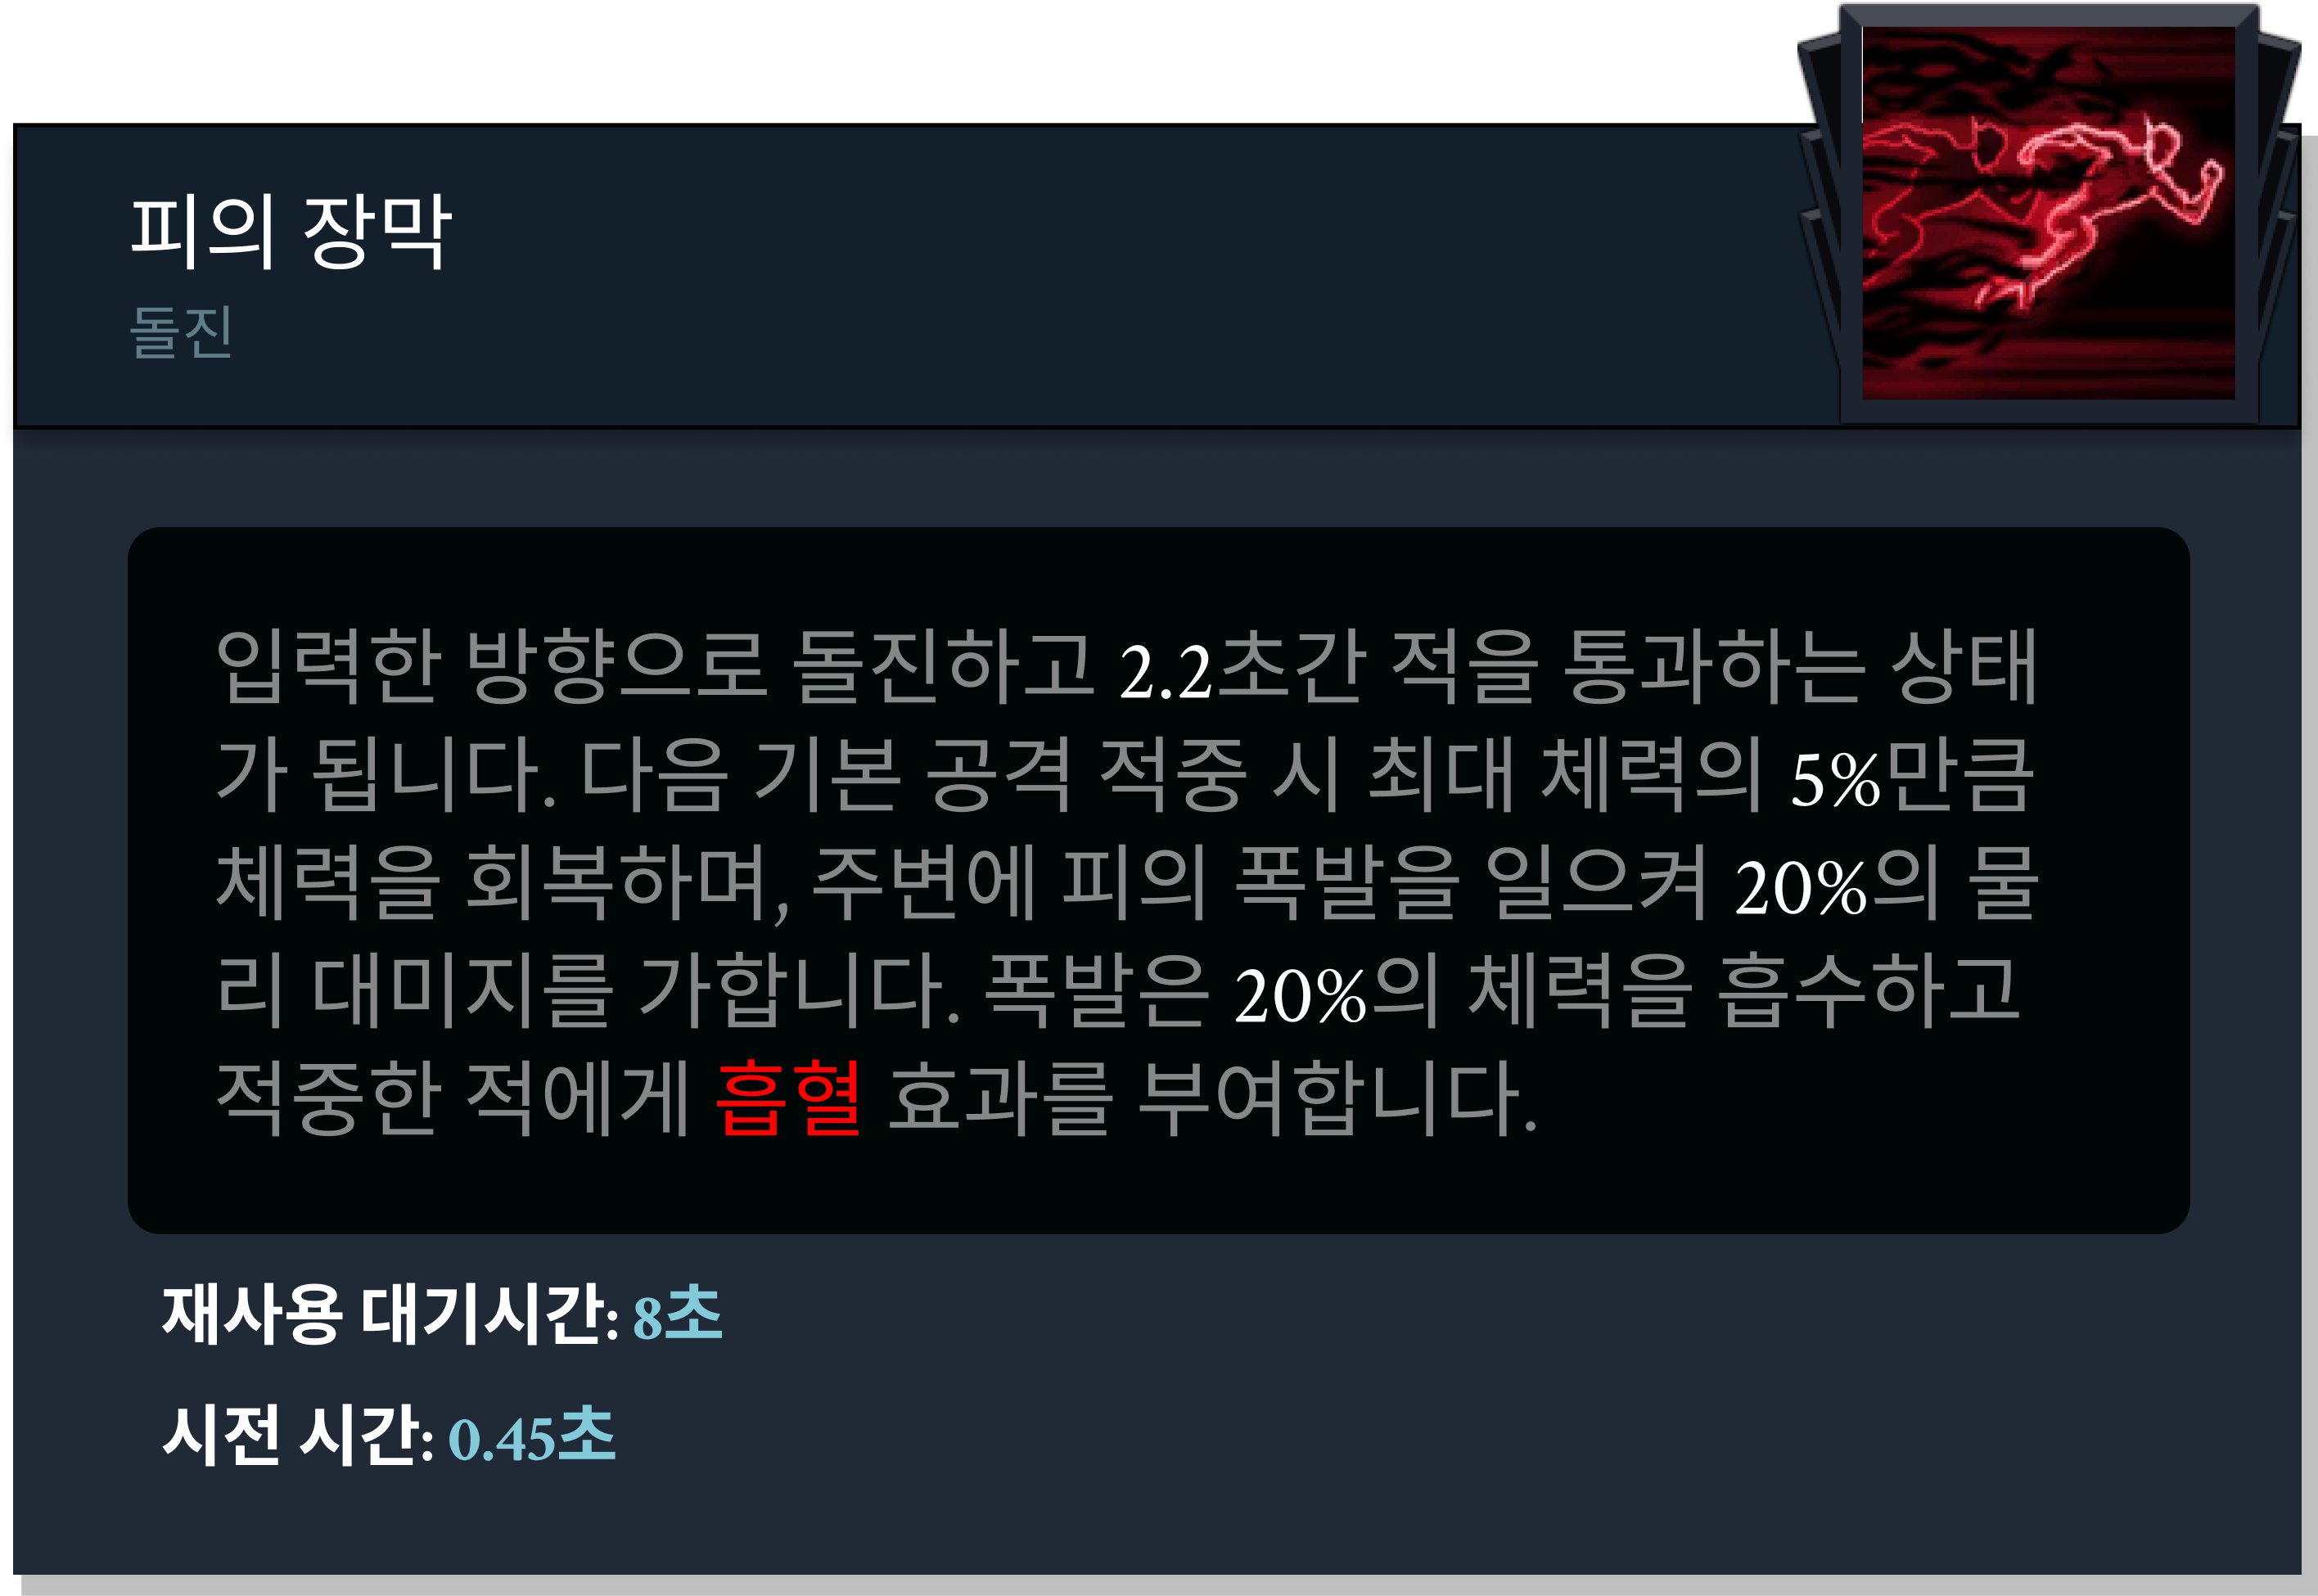 피의 장막
돌진
입력한 방향으로 돌진하고 2.2초간 적을 통과하는 상태
가 됩니다. 다음 기본 공격 적중 시 최대 체력의 5%만큼
체력을 회복하며, 주변에 피의 폭발을 일으켜 20%의 물
리 대미지를 가합니다. 폭발은 20%의 체력을 흡수하고
적중한 적에게 흡혈 효과를 부여합니다.
재사용 대기시간: 8초
시전 시간: 0.45초